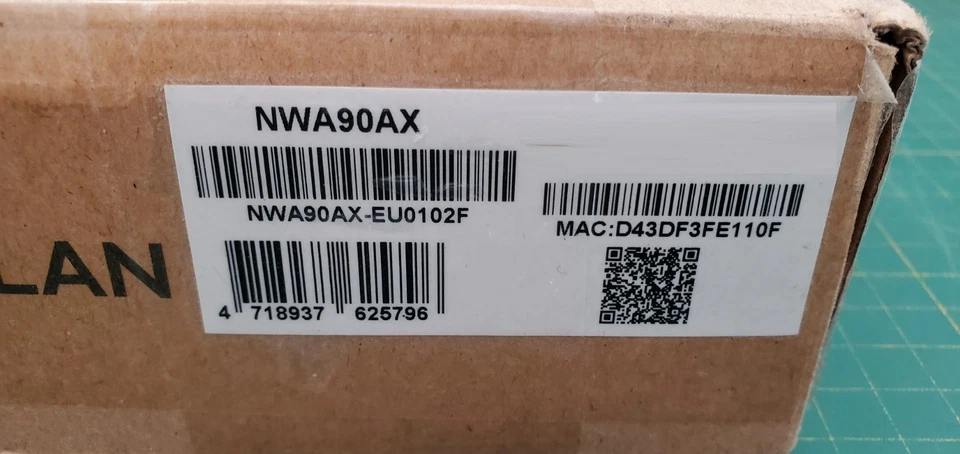 NWA90AX
NWA90AX-EU0102F
MAC:D43DF3FE110F
LAN
4 718937 625796